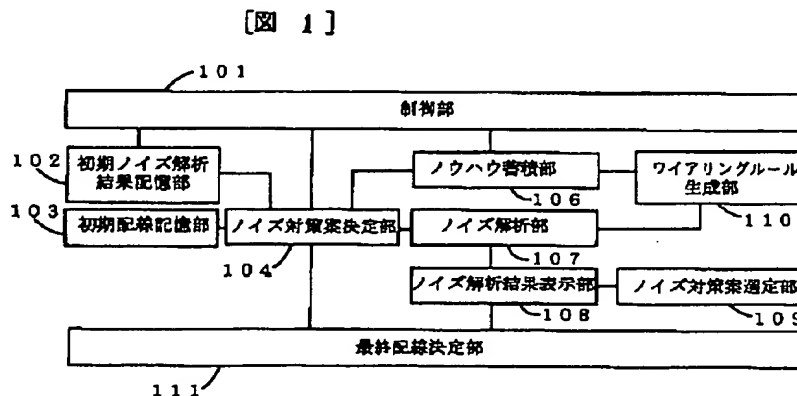 [図 1]
101
制御部
102
初期ノイズ解析
結果記憶部
ノウハウ蓄積部
106
ワイアリングルール
生成部
110
103
初期配線記憶部
ノイズ対策案決定部
104
ノイズ解析部
107
ノイズ解析結果表示部
108
ノイズ対策案選定部
109
最終配線決定部
111